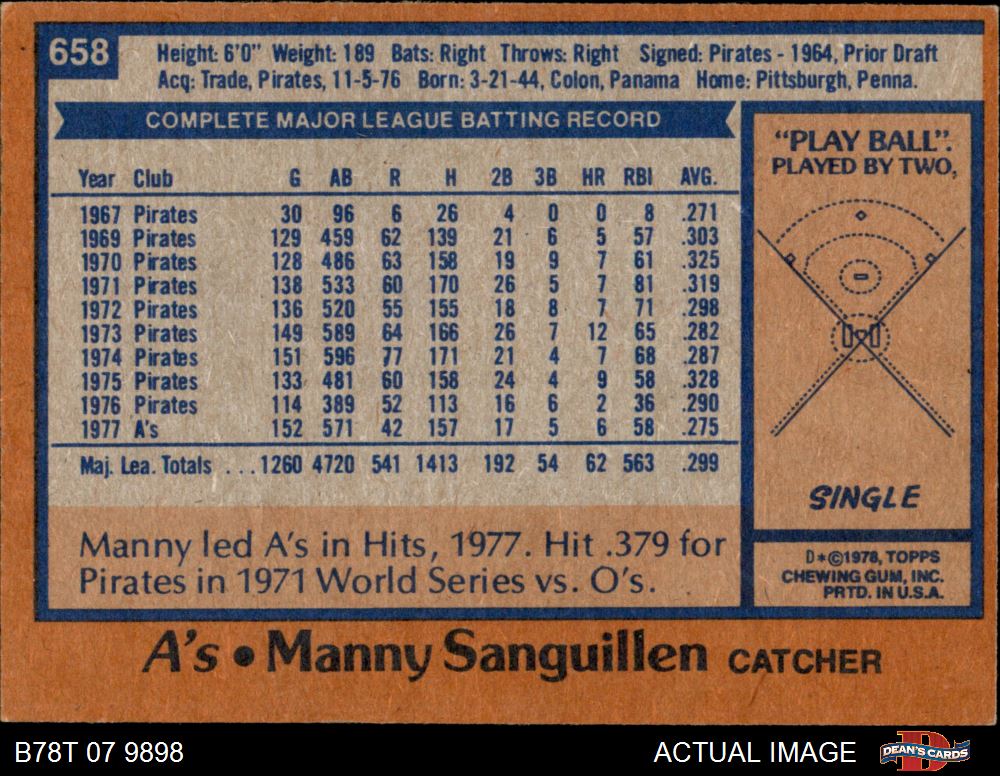 658
Height: 6'0" Weight: 189 Bats: Right Throws: Right Signed: Pirates - 1964, Prior Draft
Acq: Trade, Pirates, 11-5-76 Born: 3-21-44, Colon, Panama Home: Pittsburgh, Penna.
COMPLETE MAJOR LEAGUE BATTING RECORD
Year Club G AB R H 2B 3B HR RBI AVG.
1967 Pirates 30 96 6 26 4 0 0 8 .271
1969 Pirates 129 459 62 139 21 6 5 57 .303
1970 Pirates 128 486 63 158 19 9 7 61 .325
1971 Pirates 138 533 60 170 26 5 7 81 .319
1972 Pirates 136 520 55 155 18 8 7 71 .298
1973 Pirates 149 589 64 166 26 7 12 65 .282
1974 Pirates 151 596 77 171 21 4 7 68 .287
1975 Pirates 133 481 60 158 24 4 9 58 .328
1976 Pirates 114 389 52 113 16 6 2 36 .290
1977 A's 152 571 42 157 17 5 6 58 .275
Maj. Lea. Totals ...1260 4720 541 1413 192 54 62 563 .299
Manny led A's in Hits, 1977. Hit .379 for
Pirates in 1971 World Series vs. O's.
"PLAY BALL".
PLAYED BY TWO,
SINGLE
D*©1978, TOPPS
CHEWING GUM, INC.
PRTD. IN U.S.A.
A's • Manny Sanguillen CATCHER
B78T 07 9898
ACTUAL IMAGE
DEAN'S CARDS